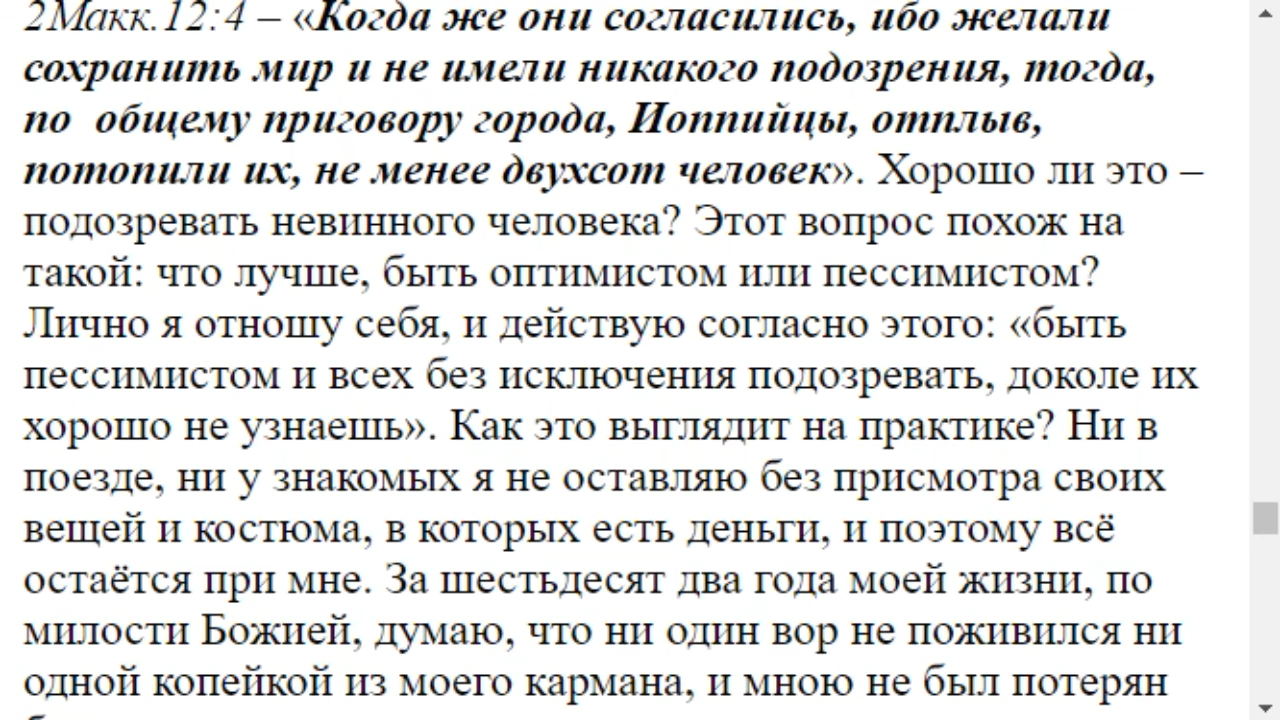 2Макк.12:4 – «Когда же они согласились, ибо желали
сохранить мир и не имели никакого подозрения, тогда,
по  общему приговору города, Иоппийцы, отплыв,
потопили их, не менее двухсот человек». Хорошо ли это –
подозревать невинного человека? Этот вопрос похож на
такой: что лучше, быть оптимистом или пессимистом?
Лично я отношу себя, и действую согласно этого: «быть
пессимистом и всех без исключения подозревать, доколе их
хорошо не узнаешь». Как это выглядит на практике? Ни в
поезде, ни у знакомых я не оставляю без присмотра своих
вещей и костюма, в которых есть деньги, и поэтому всё
остаётся при мне. За шестьдесят два года моей жизни, по
милости Божией, думаю, что ни один вор не поживился ни
одной копейкой из моего кармана, и мною не был потерян